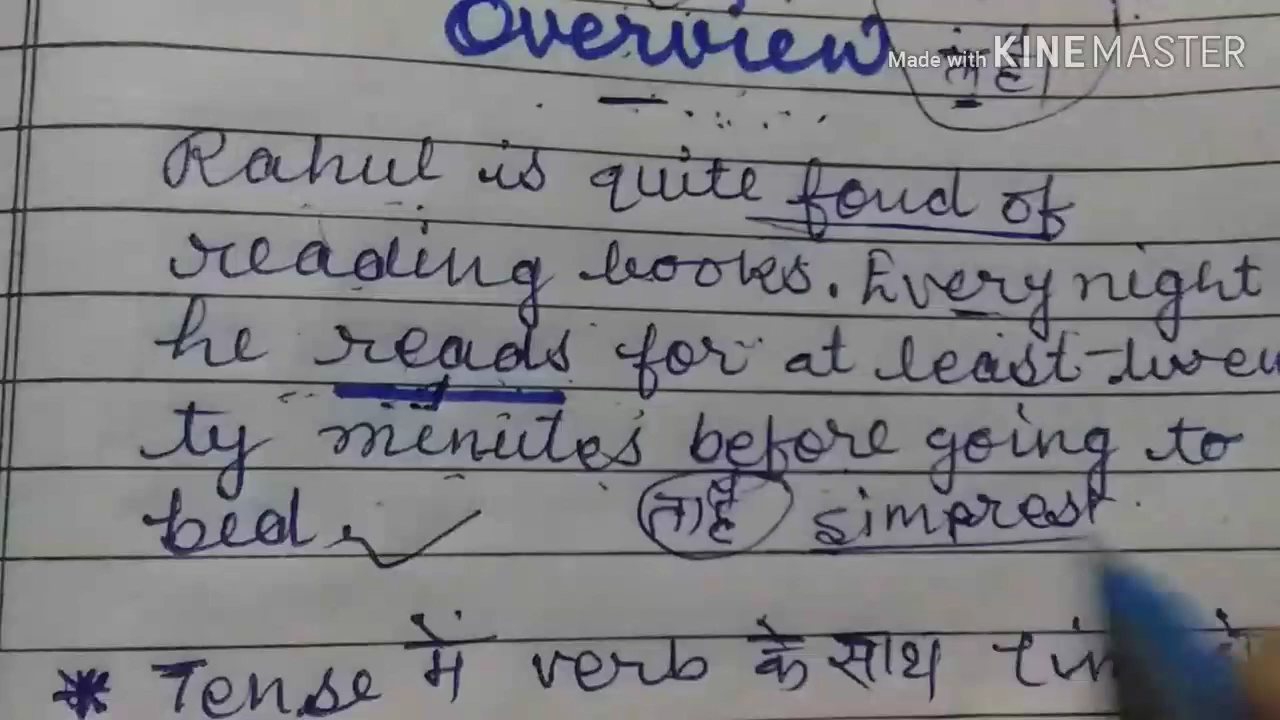 Overview
Made with KINEMASTER
ता है।
Rahul is quite fond of
reading books. Every night
he reads for at least twen
ty minutes before going to
bed.
ता है simprest
* Tense में verb के साथ